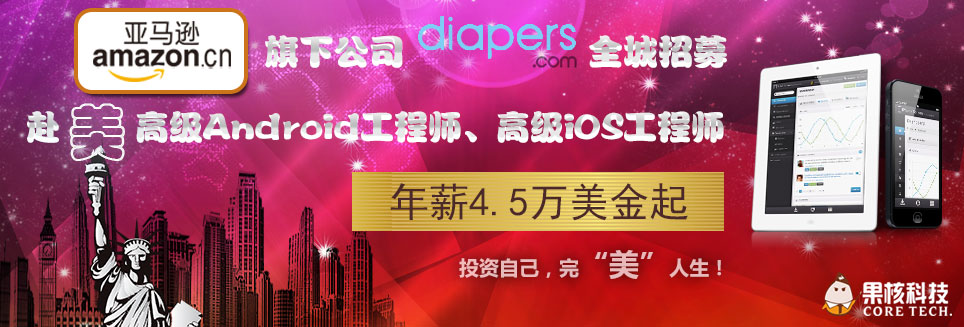 亚马逊
amazon.cn
旗下公司
diapers
.com
全城招募
赴美高级Android工程师、高级iOS工程师
年薪4.5万美金起
投资自己，完“美”人生！
果核科技
CORE TECH.